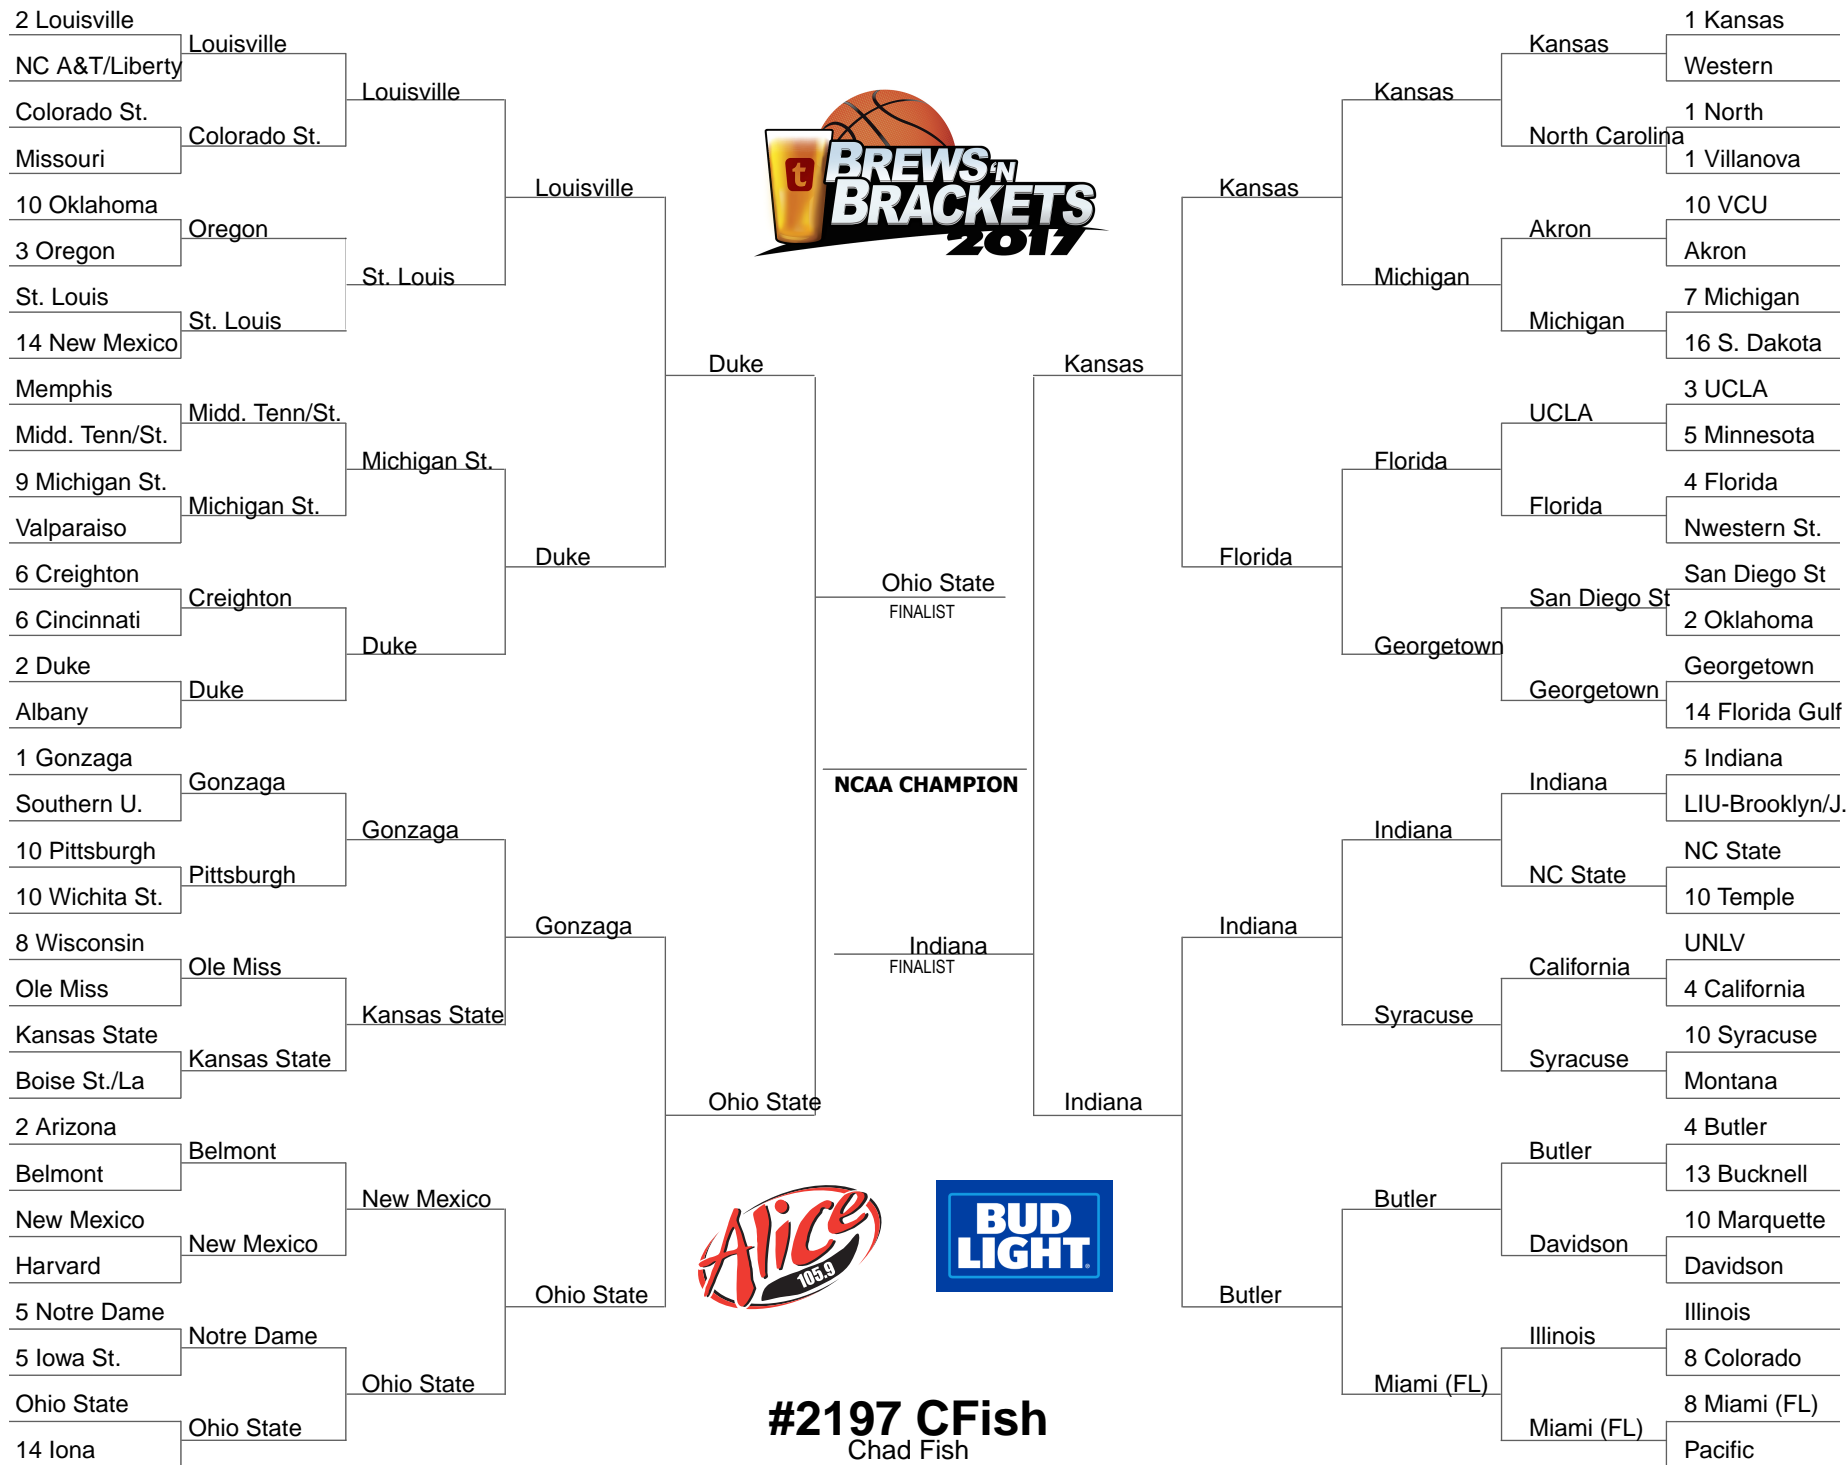 2 Louisville
NC A&T/Liberty
Colorado St.
Missouri
10 Oklahoma
3 Oregon
St. Louis
14 New Mexico
Memphis
Midd. Tenn/St.
9 Michigan St.
Valparaiso
6 Creighton
6 Cincinnati
2 Duke
Albany
1 Gonzaga
Southern U.
10 Pittsburgh
10 Wichita St.
8 Wisconsin
Ole Miss
Kansas State
Boise St./La
2 Arizona
Belmont
New Mexico
Harvard
5 Notre Dame
5 Iowa St.
Ohio State
14 Iona
Louisville
Colorado St.
Oregon
St. Louis
Midd. Tenn/St.
Michigan St.
Creighton
Duke
Gonzaga
Pittsburgh
Ole Miss
Kansas State
Belmont
New Mexico
Notre Dame
Ohio State
Louisville
St. Louis
Michigan St.
Duke
Gonzaga
Kansas State
New Mexico
Ohio State
Louisville
Duke
Gonzaga
Ohio State
Duke
Ohio State
t
BREWS 'N
BRACKETS
2017
Ohio State
FINALIST
NCAA CHAMPION
Indiana
FINALIST
Alice
105.9
BUD
LIGHT.
#2197 CFish
Chad Fish
Kansas
Indiana
Kansas
Florida
Indiana
Butler
Kansas
Michigan
Florida
Georgetown
Indiana
Syracuse
Butler
Miami (FL)
Kansas
North Carolina
Akron
Michigan
UCLA
Florida
San Diego St
Georgetown
Indiana
NC State
California
Syracuse
Butler
Davidson
Illinois
Miami (FL)
1 Kansas
Western
1 North
1 Villanova
10 VCU
Akron
7 Michigan
16 S. Dakota
3 UCLA
5 Minnesota
4 Florida
Nwestern St.
San Diego St
2 Oklahoma
Georgetown
14 Florida Gulf
5 Indiana
LIU-Brooklyn/J.
NC State
10 Temple
UNLV
4 California
10 Syracuse
Montana
4 Butler
13 Bucknell
10 Marquette
Davidson
Illinois
8 Colorado
8 Miami (FL)
Pacific